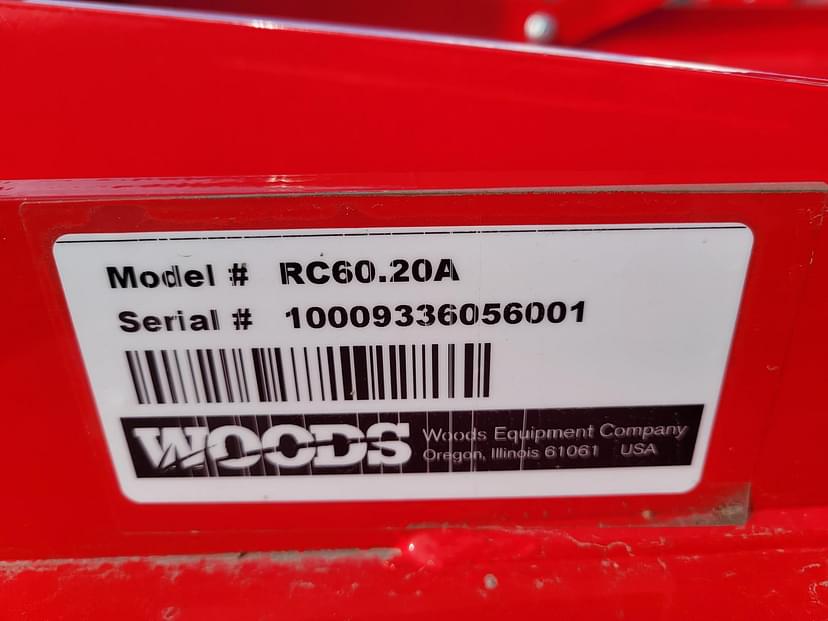 Model # RC60.20A
Serial # 10009336056001
WOODS
Woods Equipment Company
Oregon, Illinois 61061 USA